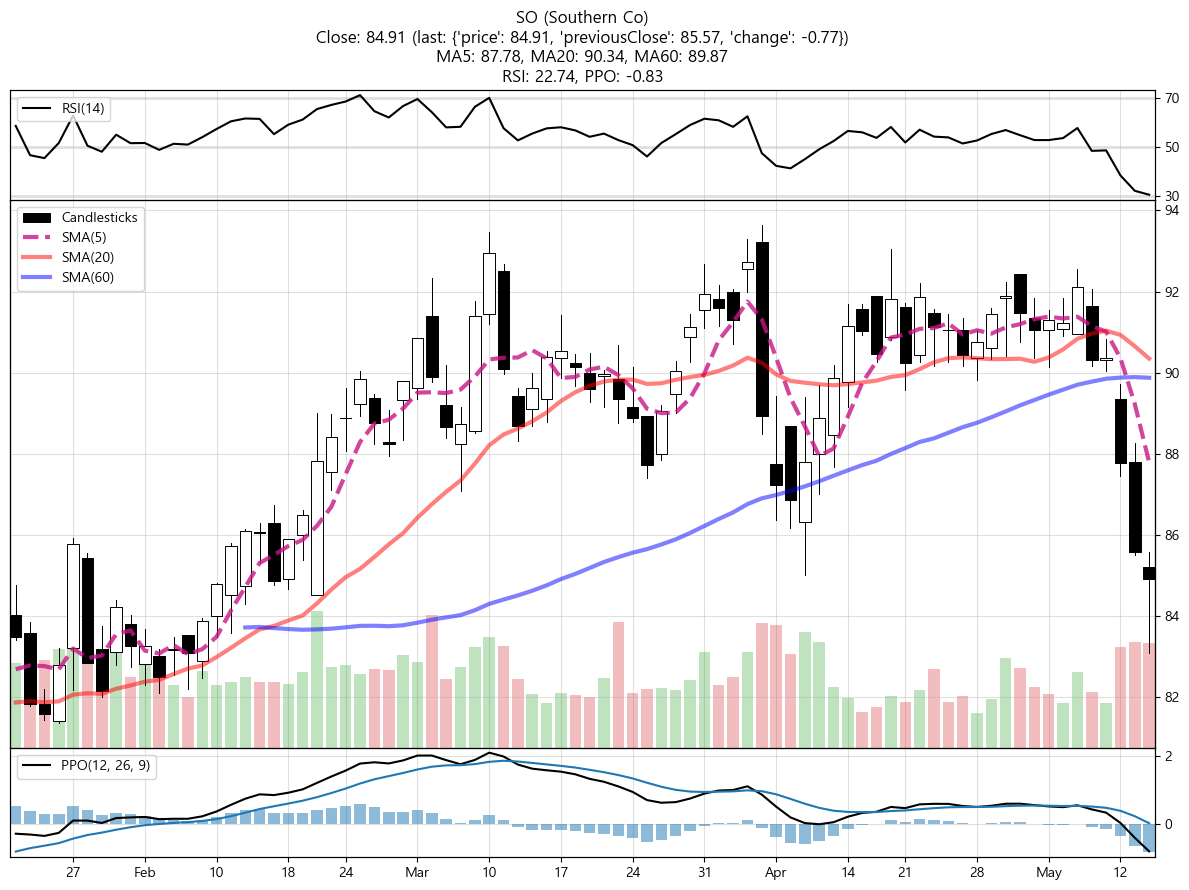 SO (Southern Co)
Close: 84.91 (last: {'price': 84.91, 'previousClose': 85.57, 'change': -0.77})
MA5: 87.78, MA20: 90.34, MA60: 89.87
RSI: 22.74, PPO: -0.83
RSI(14)
70
50
30
Candlesticks
SMA(5)
SMA(20)
SMA(60)
94
92
90
88
86
84
82
PPO(12, 26, 9)
2
0
27 Feb 10 18 24 Mar 10 17 24 31 Apr 14 21 28 May 12